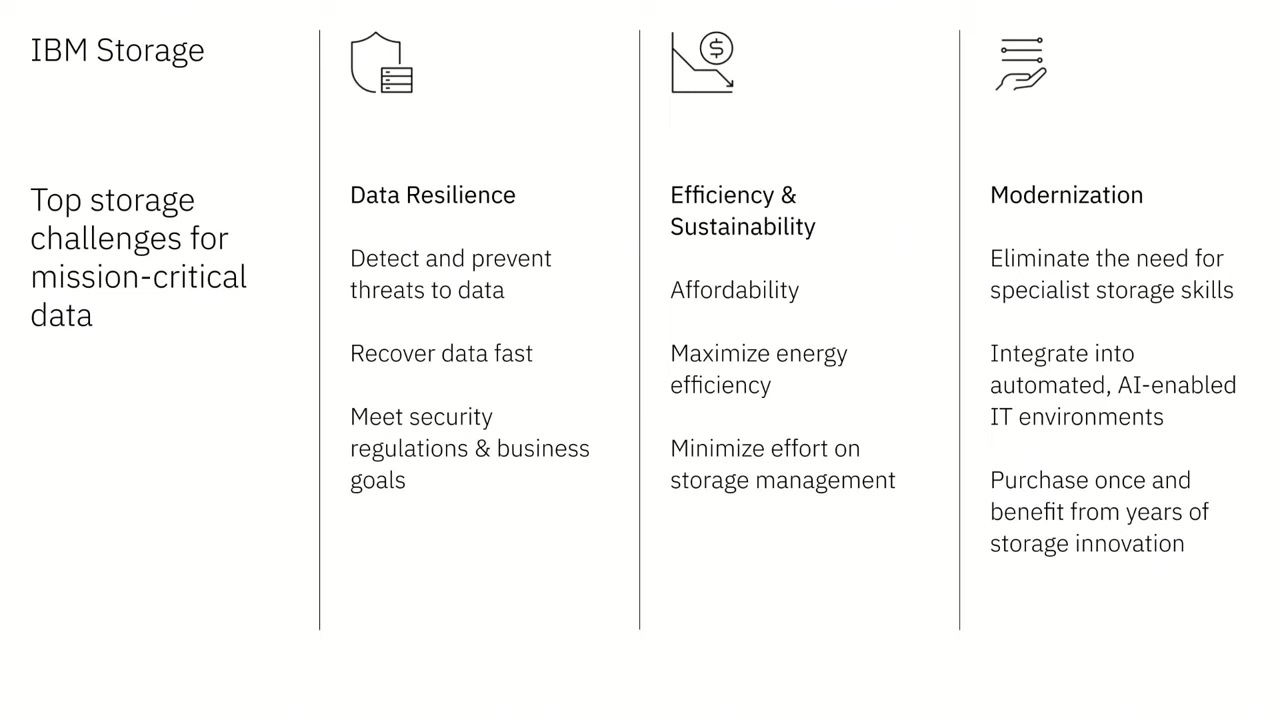 IBM Storage
Top storage
challenges for
mission-critical
data
$
Data Resilience
Detect and prevent
threats to data
Recover data fast
Meet security
regulations & business
goals
Efficiency &
Sustainability
Affordability
Maximize energy
efficiency
Minimize effort on
storage management
Modernization
Eliminate the need for
specialist storage skills
Integrate into
automated, AI-enabled
IT environments
Purchase once and
benefit from years of
storage innovation